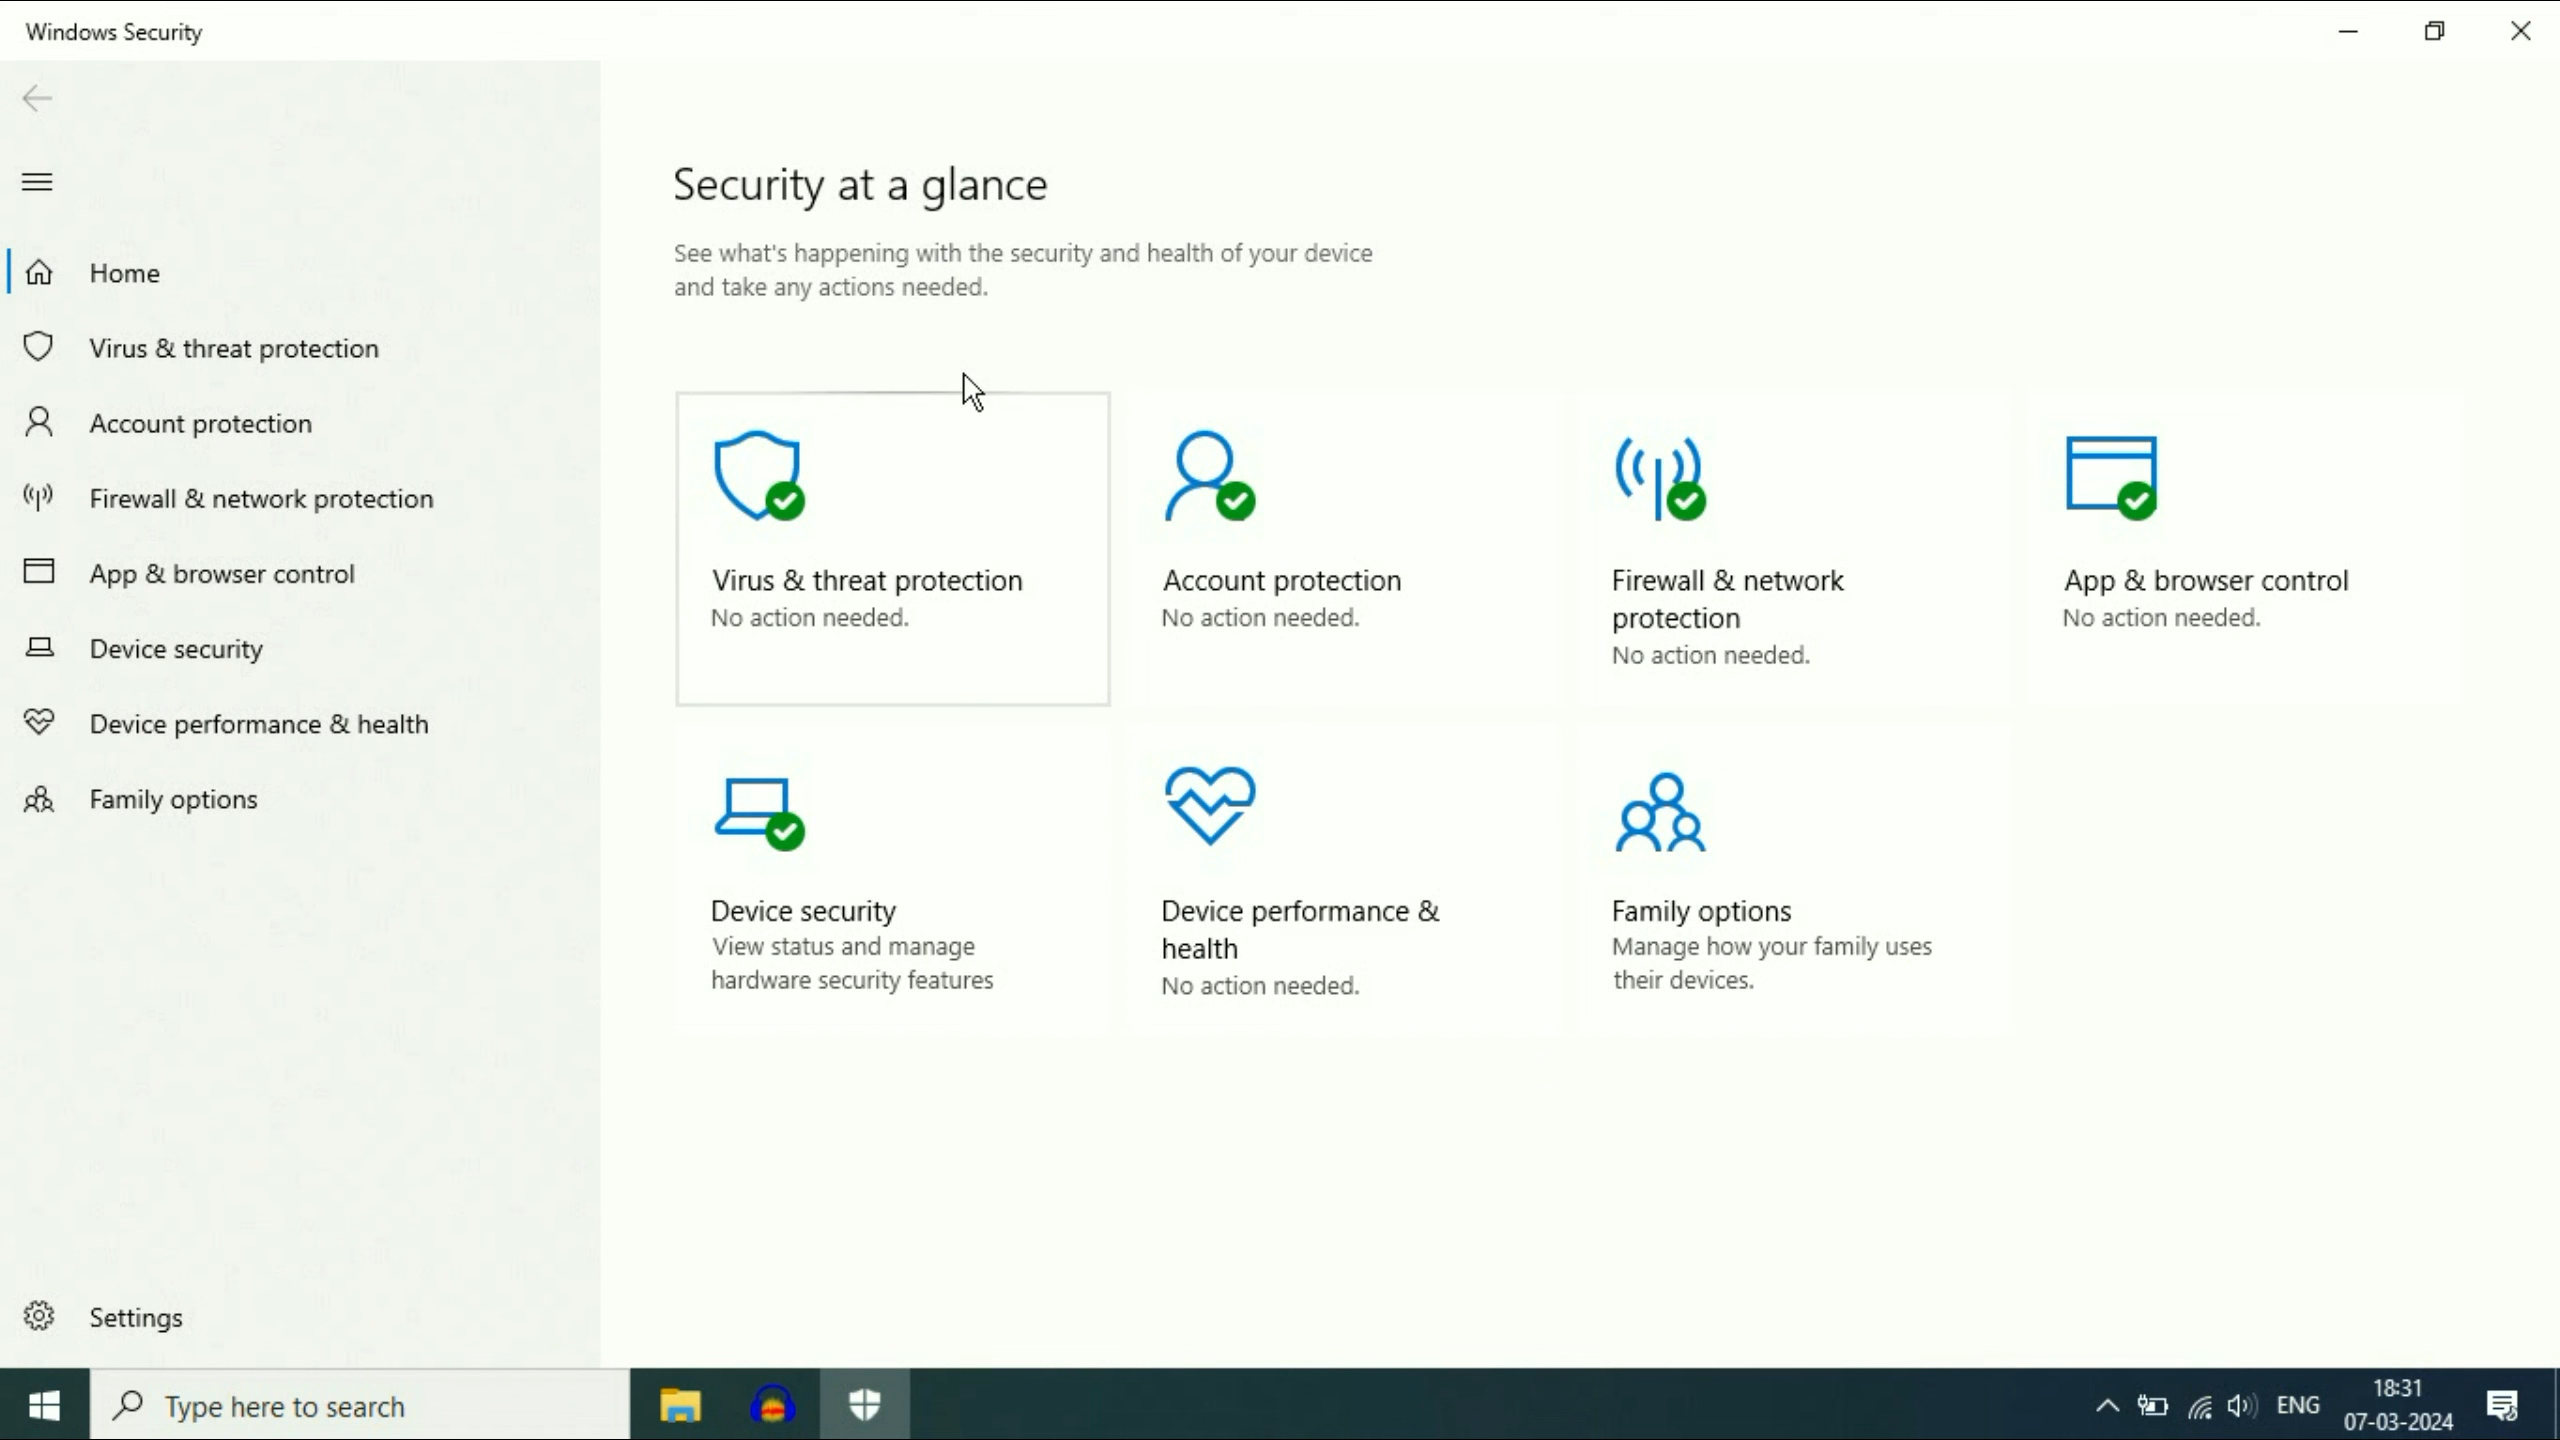 Windows Security
Home
Virus & threat protection
Account protection
Firewall & network protection
App & browser control
Device security
Device performance & health
Family options
Settings
Security at a glance
See what's happening with the security and health of your device
and take any actions needed.
Virus & threat protection
No action needed.
Account protection
No action needed.
Firewall & network
protection
No action needed.
App & browser control
No action needed.
Device security
View status and manage
hardware security features
Device performance &
health
No action needed.
Family options
Manage how your family uses
their devices.
Type here to search
ENG
18:31
07-03-2024